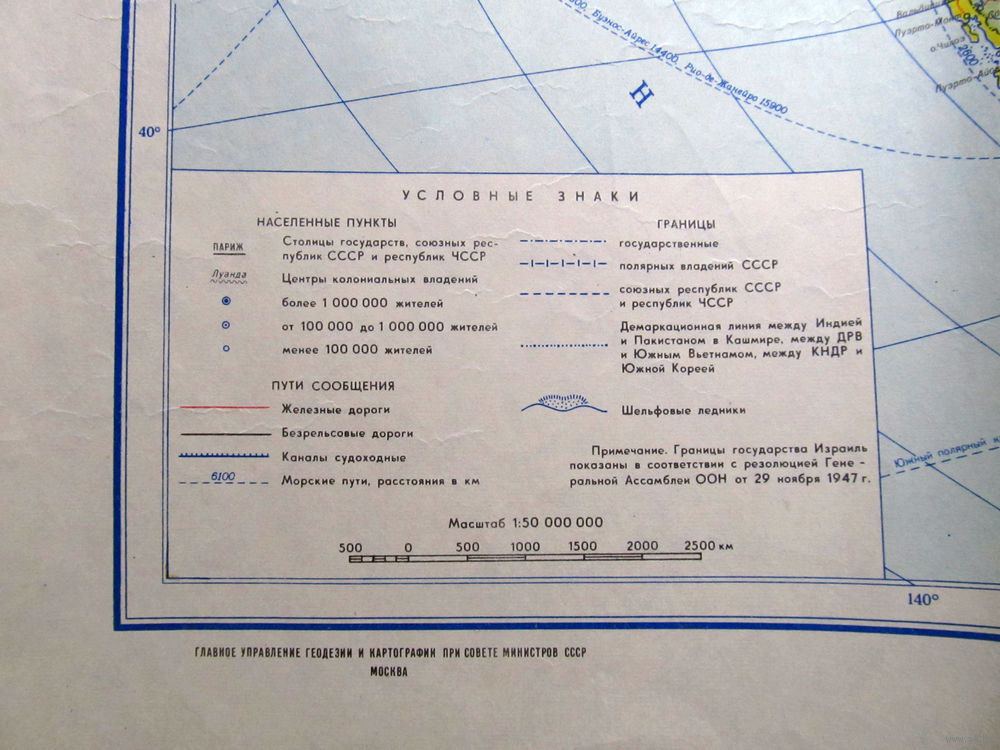 Буэнос-Айрес 14400, Рио-де-Жанейро 15900
о.Чилоэ
2800
Н
40°
УСЛОВНЫЕ ЗНАКИ
НАСЕЛЕННЫЕ ПУНКТЫ
ПАРИЖ Столицы государств, союзных рес-
публик СССР и республик ЧССР
Луанда Центры колониальных владений
более 1 000 000 жителей
от 100 000 до 1 000 000 жителей
менее 100 000 жителей
ПУТИ СООБЩЕНИЯ
Железные дороги
Безрельсовые дороги
Каналы судоходные
6100 Морские пути, расстояния в км
ГРАНИЦЫ
государственные
полярных владений СССР
союзных республик СССР
и республик ЧССР
Демаркационная линия между Индией
и Пакистаном в Кашмире, между ДРВ
и Южным Вьетнамом, между КНДР и
Южной Кореей
Шельфовые ледники
Примечание. Границы государства Израиль
показаны в соответствии с резолюцией Гене -
ральной Ассамблеи ООН от 29 ноября 1947 г.
Масштаб 1:50 000 000
500 0 500 1000 1500 2000 2500 км
Южный полярный
140°
ГЛАВНОЕ УПРАВЛЕНИЕ ГЕОДЕЗИИ И КАРТОГРАФИИ ПРИ СОВЕТЕ МИНИСТРОВ СССР
МОСКВА